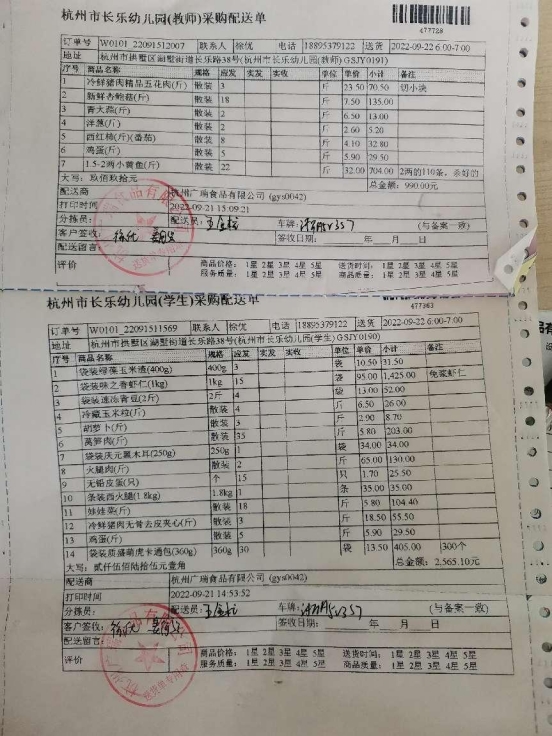 杭州市长乐幼儿园(教师)采购配送单
477728
订单号 W0101_22091512007 联系人 徐优 电话 18895379122 送货 2022-09-22 6:00-7:00
地址 杭州市拱墅区湖墅街道长乐路38号(杭州市长乐幼儿园(教师) GSJY0191)
序号 商品名称 规格 应发 实发 实收 单位 单价 小计 备注
1 冷鲜猪肉精品五花肉(斤) 散装 3 斤 23.50 70.50 切小块
2 新鲜杏鲍菇(斤) 散装 18 斤 7.50 135.00
3 青大蒜(斤) 散装 2 斤 6.50 13.00
4 洋葱(斤) 散装 2 斤 2.60 5.20
5 西红柿(斤)(番茄) 散装 8 斤 4.10 32.80
6 鸡蛋(斤) 散装 5 斤 5.90 29.50
7 1.5-2两小黄鱼(斤) 散装 22 斤 32.00 704.00 2两的110条，杀好的
大写：玖佰玖拾元 总金额：990.00元
配送商 杭州广瑞食品有限公司 (gys0042)
打印时间 2022-09-21 15:09:21
分拣员： 配送员： 车牌： (与备案一致)
客户签收： 签收日期： 年 月 日
配送留言
评价 商品价格： 1星 2星 3星 4星 5星 送货时间： 1星 2星 3星 4星 5星
服务质量： 1星 2星 3星 4星 5星 商品质量： 1星 2星 3星 4星 5星
杭州市长乐幼儿园(学生)采购配送单
477363
订单号 W0101_22091511569 联系人 徐优 电话 18895379122 送货 2022-09-22 6:00-7:00
地址 杭州市拱墅区湖墅街道长乐路38号(杭州市长乐幼儿园(学生) GSJY0190)
序号 商品名称 规格 应发 实发 实收 单位 单价 小计 备注
1 袋装绿葆玉米渣(400g) 400g 3 袋 10.50 31.50
2 袋装味之香虾仁(1kg) 1kg 15 袋 95.00 1,425.00 免浆虾仁
3 袋装速冻青豆(2斤) 2斤 4 袋 13.00 52.00
4 冷藏玉米粒(斤) 散装 4 斤 6.50 26.00
5 胡萝卜(斤) 散装 3 斤 2.90 8.70
6 莴笋肉(斤) 散装 35 斤 5.80 203.00
7 袋装庆元黑木耳(250g) 250g 1 袋 34.00 34.00
8 火腿肉(斤) 散装 2 斤 65.00 130.00
9 无铅皮蛋(只) 个 15 只 1.70 25.50
10 条装西火腿(1.8kg) 1.8kg 1 条 35.00 35.00
11 娃娃菜(斤) 散装 18 斤 5.80 104.40
12 冷鲜猪肉无骨去皮夹心(斤) 散装 3 斤 18.50 55.50
13 鸡蛋(斤) 散装 5 斤 5.90 29.50
14 袋装质盛萌虎卡通包(360g) 360g 30 袋 13.50 405.00 300个
大写：贰仟伍佰陆拾伍元壹角 总金额：2,565.10元
配送商 杭州广瑞食品有限公司 (gys0042)
打印时间 2022-09-21 14:53:52
分拣员： 配送员： 车牌： (与备案一致)
客户签收： 签收日期： 年 月 日
配送留言
评价 商品价格： 1星 2星 3星 4星 5星 送货时间： 1星 2星 3星 4星 5星
服务质量： 1星 2星 3星 4星 5星 商品质量： 1星 2星 3星 4星 5星